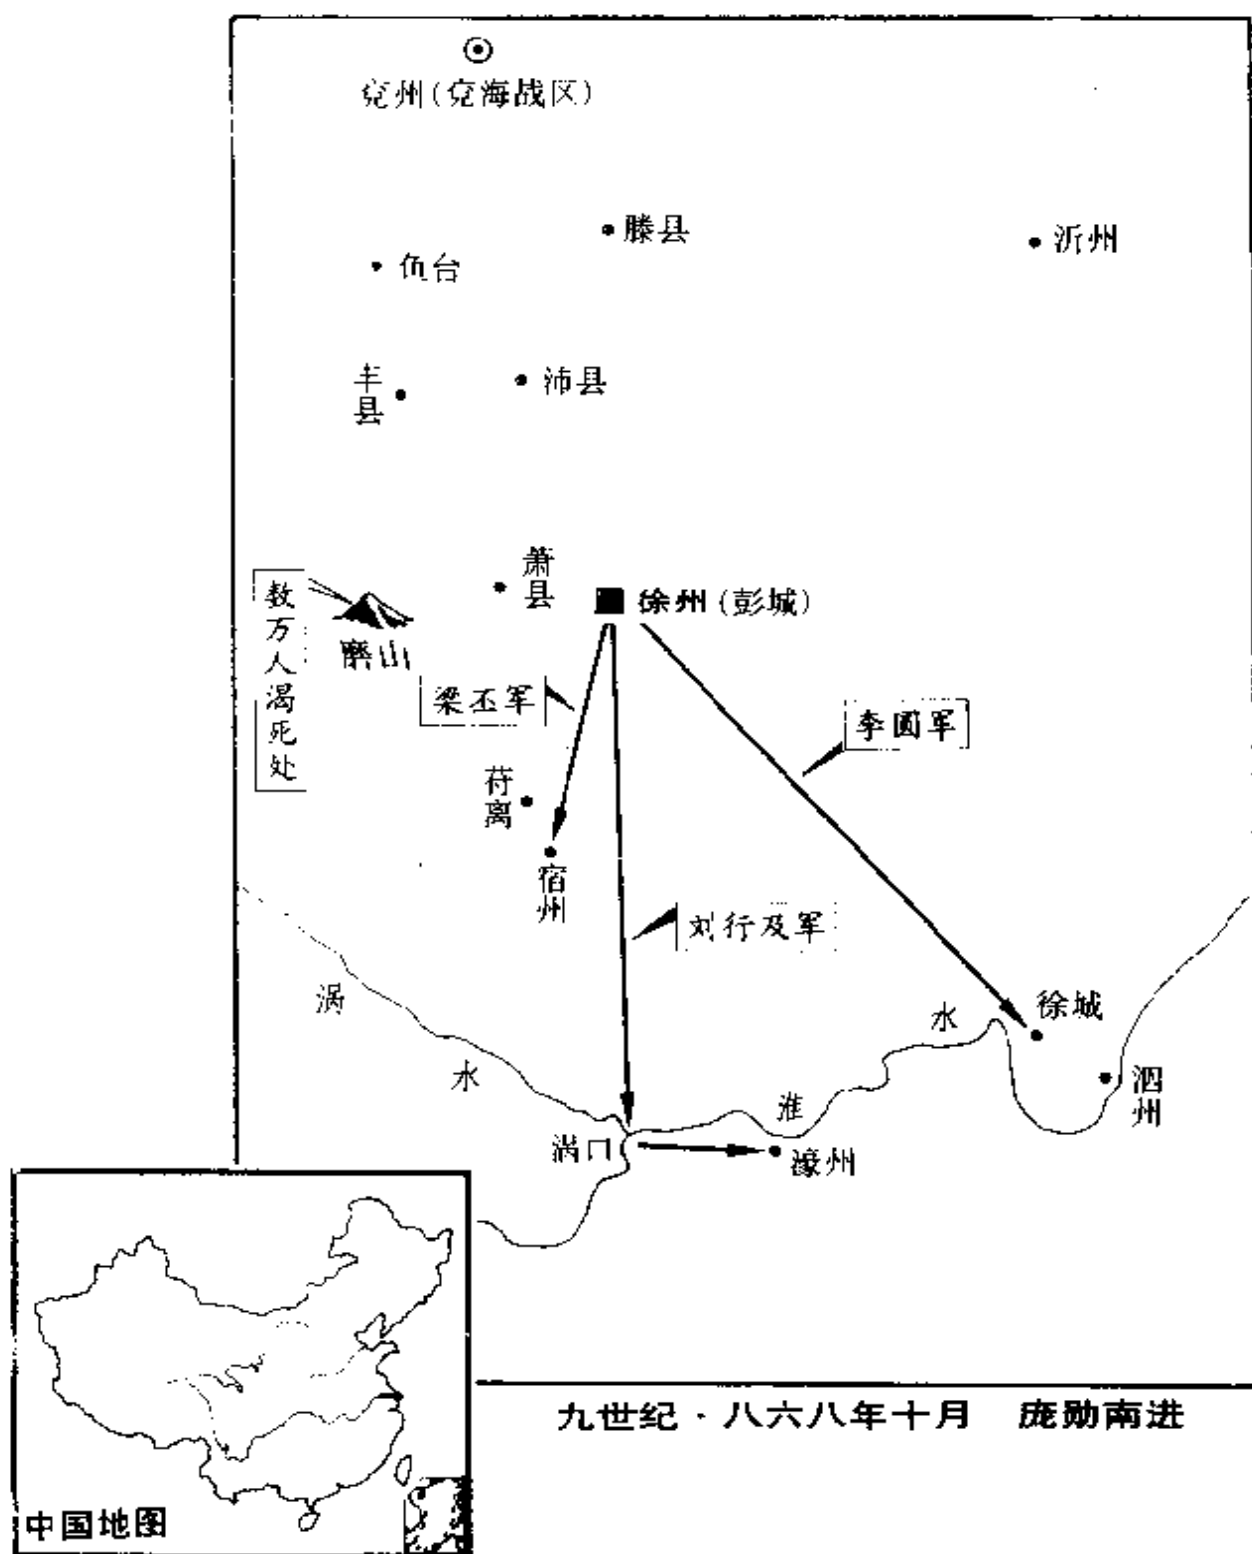 兖州(兖海战区)
滕县
沂州
鱼台
丰县
沛县
萧县
徐州(彭城)
数万人渴死处
磨山
梁丕军
李圆军
苻离
宿州
刘行及军
涡水
淮水
徐城
泗州
涡口
濠州
九世纪·八六八年十月 庞勋南进
中国地图